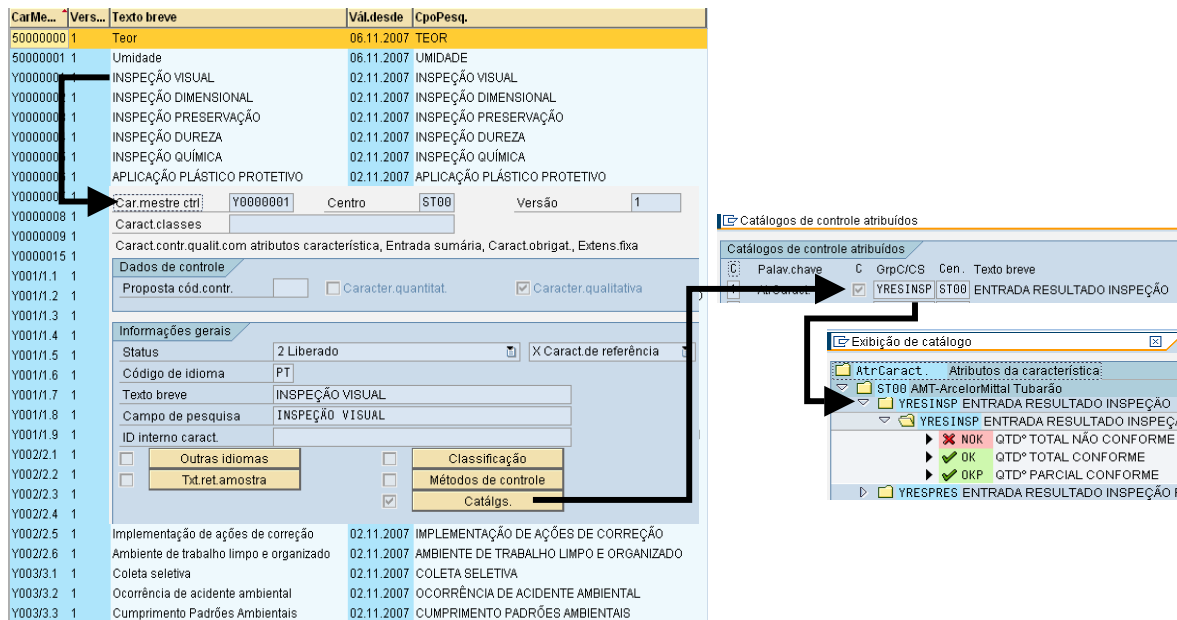 CarMe... Vers... Texto breve Vál.desde CpoPesq.
50000000 1 Teor 06.11.2007 TEOR
50000001 1 Umidade 06.11.2007 UMIDADE
1 INSPEÇÃO VISUAL 02.11.2007 INSPEÇÃO VISUAL
1 INSPEÇÃO DIMENSIONAL 02.11.2007 INSPEÇÃO DIMENSIONAL
1 INSPEÇÃO PRESERVAÇÃO 02.11.2007 INSPEÇÃO PRESERVAÇÃO
1 INSPEÇÃO DUREZA 02.11.2007 INSPEÇÃO DUREZA
1 INSPEÇÃO QUÍMICA 02.11.2007 INSPEÇÃO QUÍMICA
1 APLICAÇÃO PLÁSTICO PROTETIVO 02.11.2007 APLICAÇÃO PLÁSTICO PROTETIVO
Y0000008 1
Y0000009 1
Y0000015 1
Y001/1.1 1
Y001/1.2 1
Y001/1.3 1
Y001/1.4 1
Y001/1.5 1
Y001/1.6 1
Y001/1.7 1
Y001/1.8 1
Y001/1.9 1
Y002/2.1 1
Y002/2.2 1
Y002/2.3 1
Y002/2.4 1
Car.mestre ctrl Y0000001 Centro ST00 Versão 1
Caract.classes
Caract.contr.qualit.com atributos característica, Entrada sumária, Caract.obrigat., Extens.fixa
Dados de controle
Proposta cód.contr. Caracter.quantitat. Caracter.qualitativa
Informações gerais
Status 2 Liberado X Caract.de referência
Código de idioma PT
Texto breve INSPEÇÃO VISUAL
Campo de pesquisa INSPEÇÃO VISUAL
ID interno caract.
Outras idiomas Classificação
Txt.ret.amostra Métodos de controle
Catálgs.
Y002/2.5 1 Implementação de ações de correção 02.11.2007 IMPLEMENTAÇÃO DE AÇÕES DE CORREÇÃO
Y002/2.6 1 Ambiente de trabalho limpo e organizado 02.11.2007 AMBIENTE DE TRABALHO LIMPO E ORGANIZADO
Y003/3.1 1 Coleta seletiva 02.11.2007 COLETA SELETIVA
Y003/3.2 1 Ocorrência de acidente ambiental 02.11.2007 OCORRÊNCIA DE ACIDENTE AMBIENTAL
Y003/3.3 1 Cumprimento Padrões Ambientais 02.11.2007 CUMPRIMENTO PADRÕES AMBIENTAIS
Catálogos de controle atribuídos
Catálogos de controle atribuídos
C Palav.chave C GrpC/CS Cen. Texto breve
YRESINSP ST00 ENTRADA RESULTADO INSPEÇÃO
Exibição de catálogo
AtrCaract. Atributos da característica
ST00 AMT-ArcelorMittal Tubarão
YRESINSP ENTRADA RESULTADO INSPEÇÃO
YRESINSP ENTRADA RESULTADO INSPEÇ
NOK QTDº TOTAL NÃO CONFORME
OK QTDº TOTAL CONFORME
OKP QTDº PARCIAL CONFORME
YRESPRES ENTRADA RESULTADO INSPEÇÃO